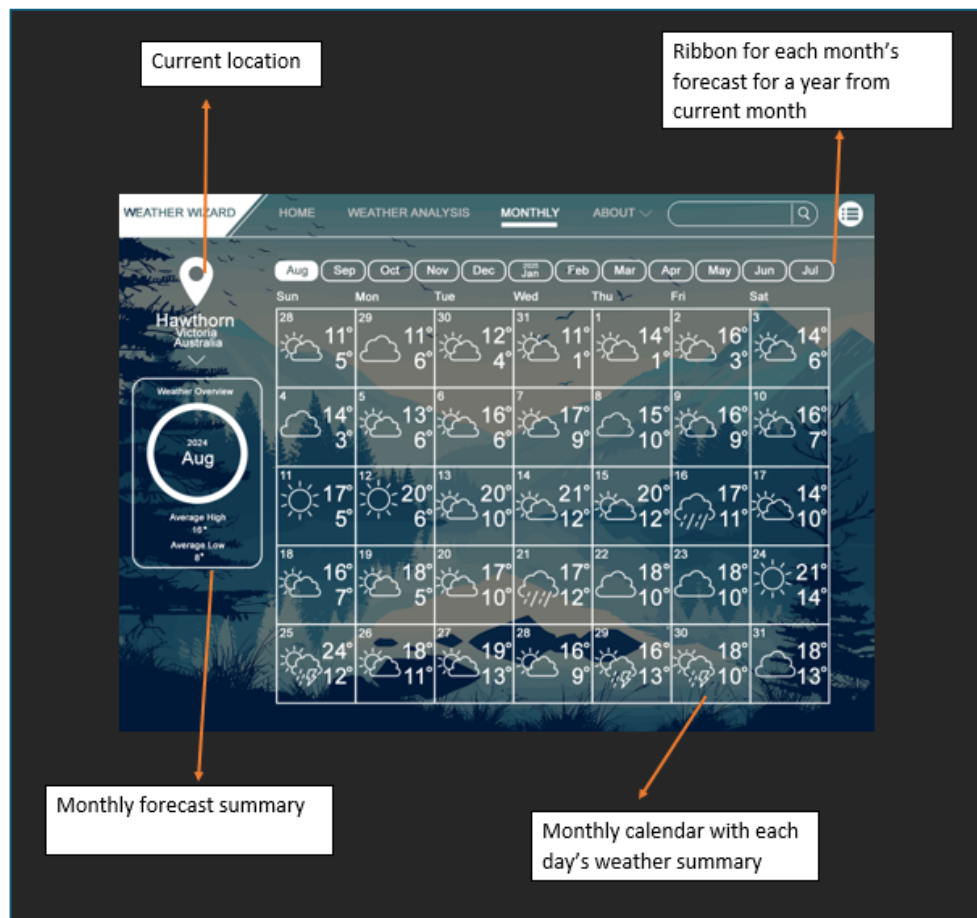 Current location
Ribbon for each month's
forecast for a year from
current month
WEATHER WIZARD HOME WEATHER ANALYSIS MONTHLY ABOUT
Hawthorn
Victoria
Australia
Weather Overview
2024
Aug
Average High
16°
Average Low
8°
Aug Sep Oct Nov Dec 2025 Jan Feb Mar Apr May Jun Jul
Sun Mon Tue Wed Thu Fri Sat
28 29 30 31 1 2 3
11° 11° 12° 11° 14° 16° 14°
5° 6° 4° 1° 1° 3° 6°
4 5 6 7 8 9 10
14° 13° 16° 17° 15° 16° 16°
3° 6° 6° 9° 10° 9° 7°
11 12 13 14 15 16 17
17° 20° 20° 21° 20° 17° 14°
5° 6° 10° 12° 12° 11° 10°
18 19 20 21 22 23 24
16° 18° 17° 17° 18° 18° 21°
7° 5° 10° 12° 10° 10° 14°
25 26 27 28 29 30 31
24° 18° 19° 16° 16° 18° 18°
12° 11° 13° 9° 13° 10° 13°
Monthly forecast summary
Monthly calendar with each
day's weather summary